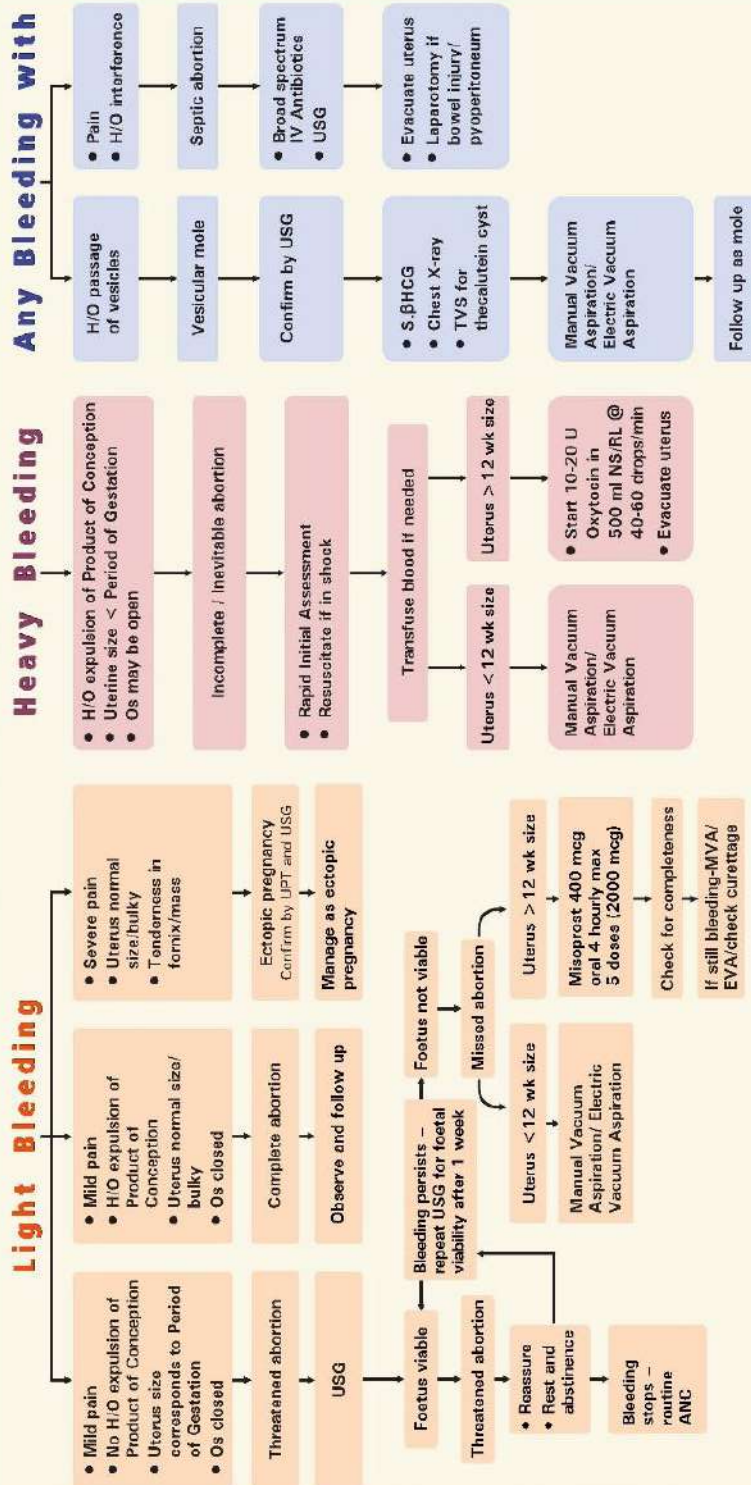 Light Bleeding
• Mild pain
• No H/O expulsion of
Product of Conception
• Uterus size
corresponds to Period
of Gestation
• Os closed
Threatened abortion
USG
Foetus viable
Threatened abortion
• Reassure
• Rest and
abstinence
Bleeding
stops –
routine
ANC
• Mild pain
• H/O expulsion of
Product of
Conception
• Uterus normal size/
bulky
• Os closed
Complete abortion
Observe and follow up
Bleeding persists –
repeat USG for foetal
viability after 1 week
• Severe pain
• Uterus normal
size/bulky
• Tenderness in
fornix/mass
Ectopic pregnancy
Confirm by UPT and USG
Manage as ectopic
pregnancy
Foetus not viable
Missed abortion
Uterus <12 wk size
Manual Vacuum
Aspiration/ Electric
Vacuum Aspiration
Uterus >12 wk size
Misoprost 400 mcg
oral 4 hourly max
5 doses (2000 mcg)
Check for completeness
If still bleeding-MVA/
EVA/check curettage
Heavy Bleeding
• H/O expulsion of Product of Conception
• Uterine size < Period of Gestation
• Os may be open
Incomplete / Inevitable abortion
• Rapid Initial Assessment
• Resuscitate if in shock
Transfuse blood if needed
Uterus < 12 wk size
Manual Vacuum
Aspiration/
Electric Vacuum
Aspiration
Uterus > 12 wk size
• Start 10-20 U
Oxytocin in
500 ml NS/RL @
40-60 drops/min
• Evacuate uterus
Any Bleeding with
H/O passage
of vesicles
Vesicular mole
Confirm by USG
• S.βHCG
• Chest X-ray
• TVS for
thecalutein cyst
Manual Vacuum
Aspiration/
Electric Vacuum
Aspiration
Follow up as mole
• Pain
• H/O interference
Septic abortion
• Broad spectrum
IV Antibiotics
• USG
• Evacuate uterus
• Laparotomy if
bowel injury/
pyoperitoneum